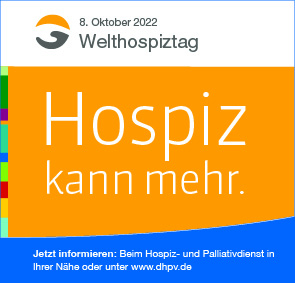 8. Oktober 2022
Welthospiztag
Hospiz
kann mehr.
Jetzt informieren: Beim Hospiz- und Palliativdienst in
Ihrer Nähe oder unter www.dhpv.de